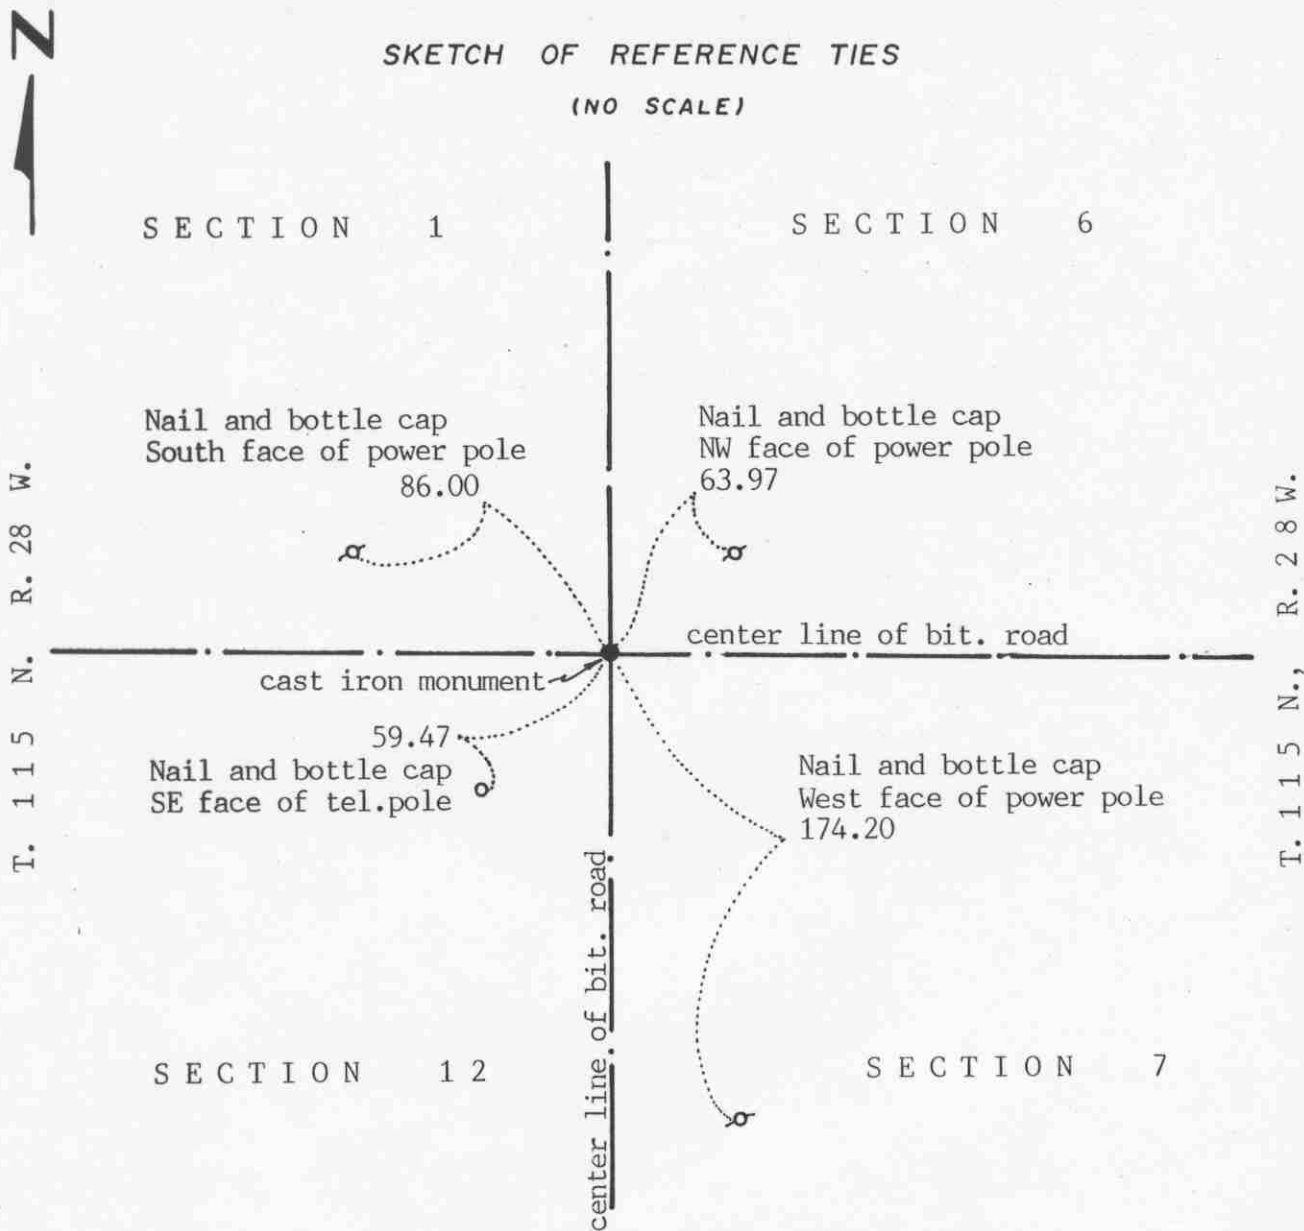 N
SKETCH OF REFERENCE TIES
(NO SCALE)
SECTION 1
SECTION 6
Nail and bottle cap
South face of power pole
86.00
Nail and bottle cap
NW face of power pole
63.97
T. 115 N. R. 28 W.
T. 115 N., R. 28 W.
center line of bit. road
cast iron monument
59.47
Nail and bottle cap
SE face of tel.pole
Nail and bottle cap
West face of power pole
174.20
center line of bit. road
SECTION 12
SECTION 7